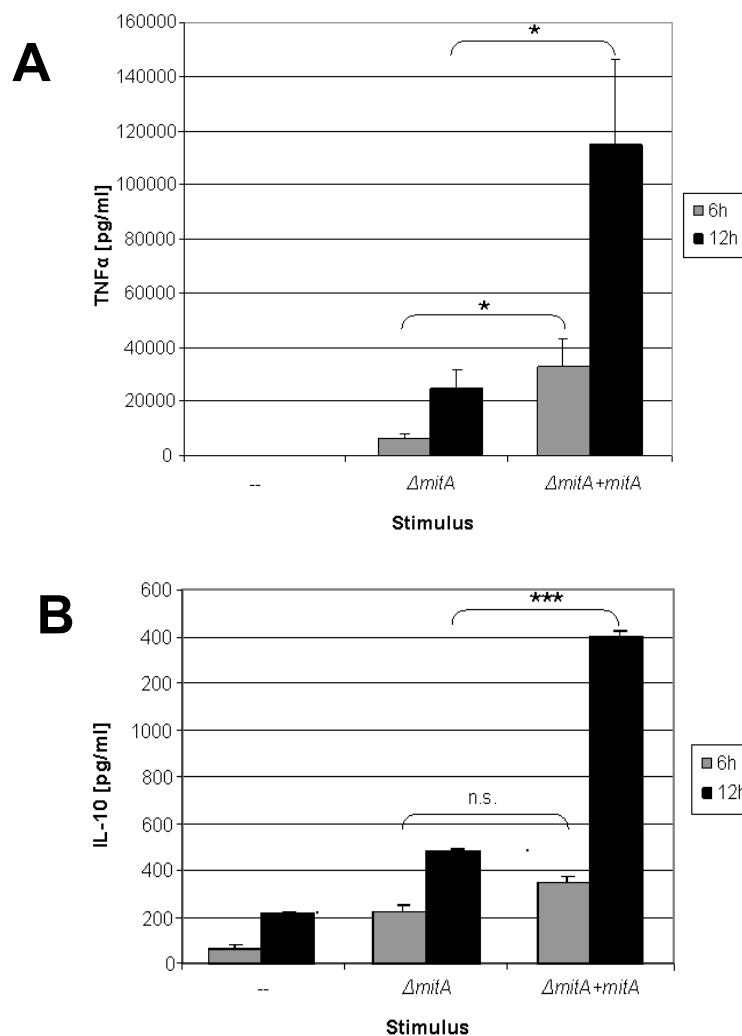 A
160000
140000
120000
100000
80000
60000
40000
20000
0
TNFα [pg/ml]
*
*
6h
12h
-- ΔmitA ΔmitA+mitA
Stimulus
B
600
400
200
1000
800
600
400
200
0
IL-10 [pg/ml]
***
n.s.
6h
12h
-- ΔmitA ΔmitA+mitA
Stimulus